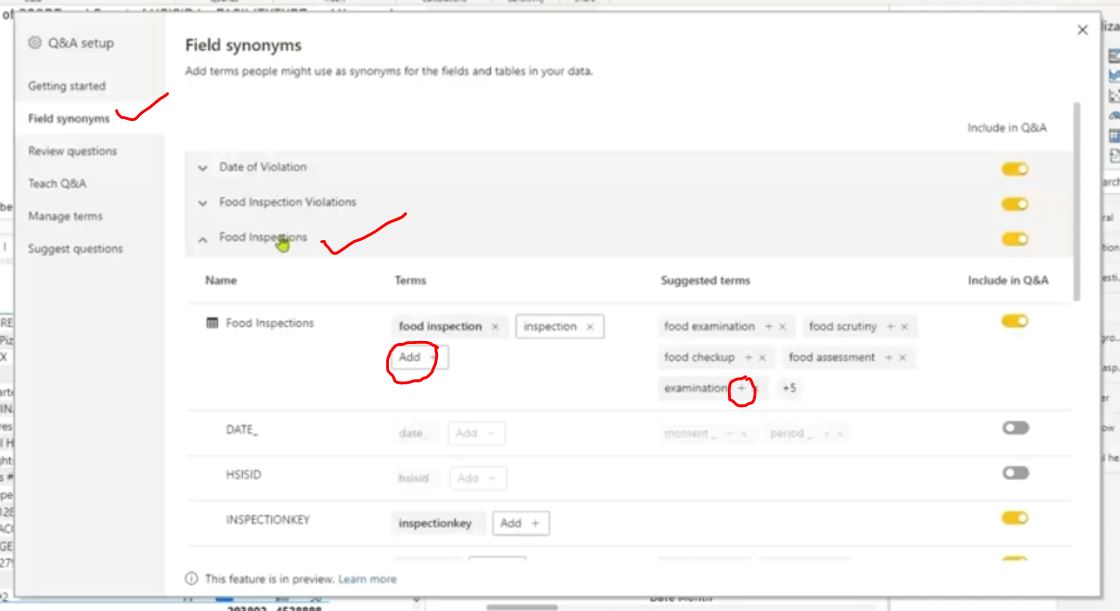 Q&A setup
Getting started
Field synonyms
Review questions
Teach Q&A
Manage terms
Suggest questions
Field synonyms
Add terms people might use as synonyms for the fields and tables in your data.
Include in Q&A
Date of Violation
Food Inspection Violations
Food Inspections
Name Terms Suggested terms Include in Q&A
Food Inspections food inspection × inspection × food examination + × food scrutiny + ×
Add food checkup + × food assessment + ×
examination + +5
DATE_ date_ Add moment_ + × period_ + ×
HSISID hsisid Add +
INSPECTIONKEY inspectionkey Add +
This feature is in preview. Learn more